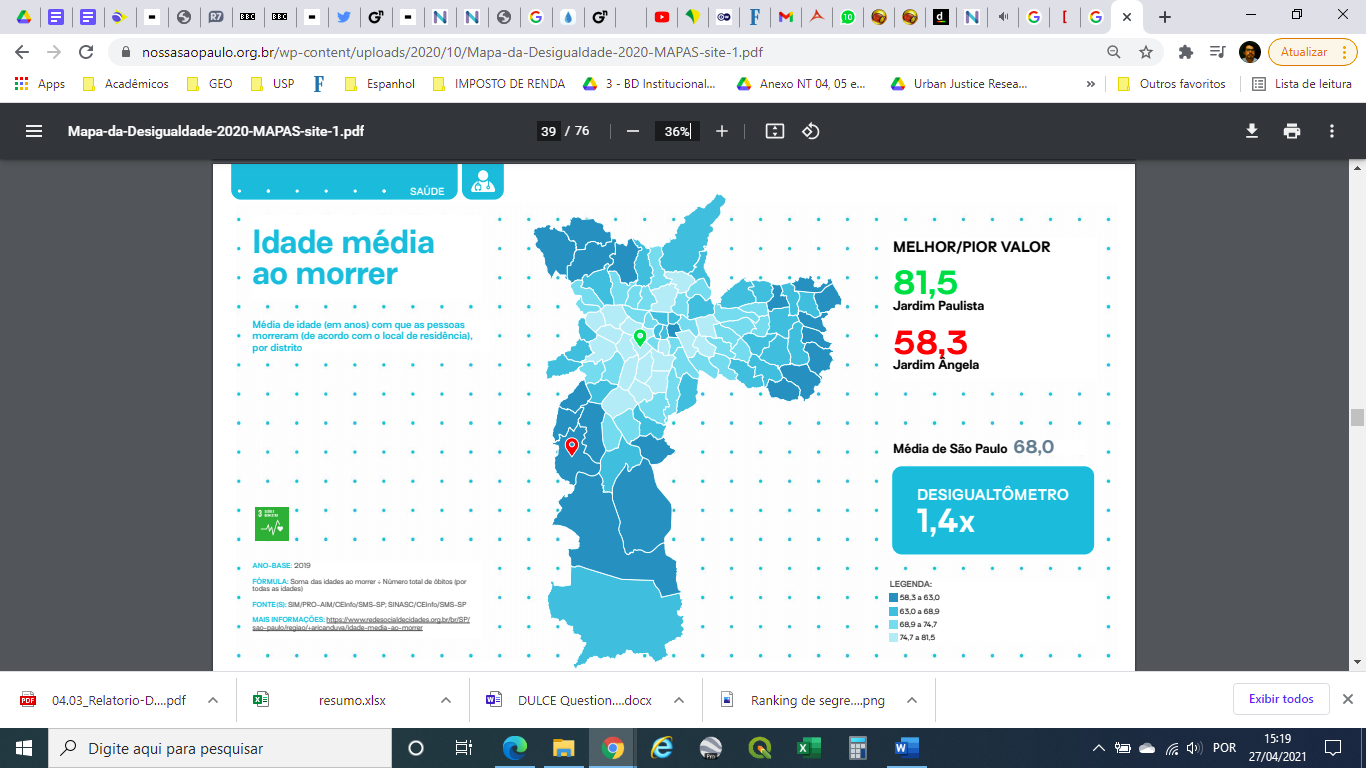 nossasaopaulo.org.br/wp-content/uploads/2020/10/Mapa-da-Desigualdade-2020-MAPAS-site-1.pdf
Atualizar
Apps
Acadêmicos
GEO
USP
Espanhol
IMPOSTO DE RENDA
3 - BD Institucional...
Anexo NT 04, 05 e...
Urban Justice Resea...
»
Outros favoritos
Lista de leitura
Mapa-da-Desigualdade-2020-MAPAS-site-1.pdf
39 / 76
36%
SAÚDE
Idade média
ao morrer
Média de idade (em anos) com que as pessoas
morreram (de acordo com o local de residência),
por distrito
MELHOR/PIOR VALOR
81,5
Jardim Paulista
58,3
Jardim Ângela
Média de São Paulo 68,0
DESIGUALTÔMETRO
1,4x
LEGENDA:
58,3 a 63,0
63,0 a 68,9
68,9 a 74,7
74,7 a 81,5
ANO-BASE: 2019
FÓRMULA: Soma das idades ao morrer ÷ Número total de óbitos (por
todas as idades)
FONTE(S): SIM/PRO-AIM/CEInfo/SMS-SP; SINASC/CEInfo/SMS-SP
MAIS INFORMAÇÕES: https://www.redesocialdecidades.org.br/br/SP/
sao-paulo/regiao/+aricanduva/idade-media-ao-morrer
04.03_Relatorio-D....pdf
resumo.xlsx
DULCE Question....docx
Ranking de segre....png
Exibir todos
Digite aqui para pesquisar
POR
15:19
27/04/2021